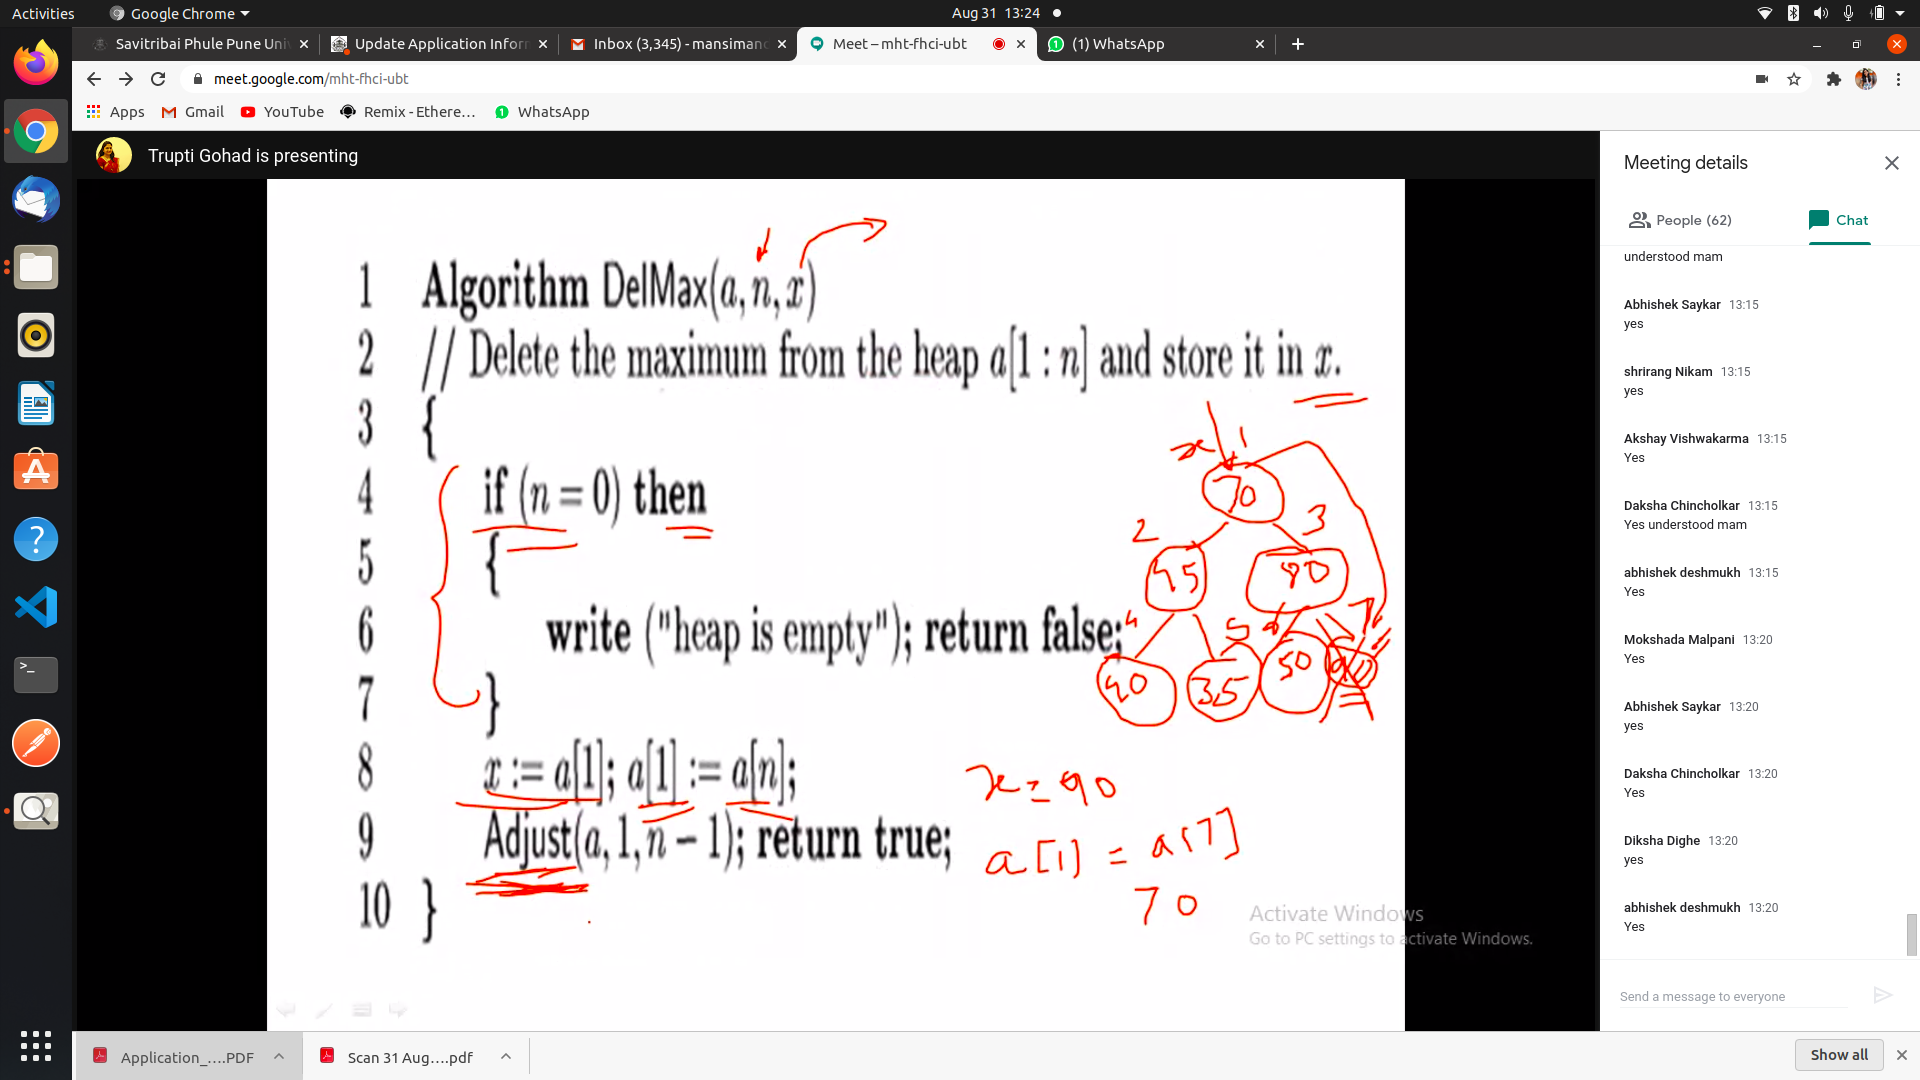 Activities
Google Chrome
Aug 31 13:24
Savitribai Phule Pune Uni
Update Application Infor
Inbox (3,345) - mansiman
Meet – mht-fhci-ubt
(1) WhatsApp
meet.google.com/mht-fhci-ubt
Apps
Gmail
YouTube
Remix - Ethere…
WhatsApp
Trupti Gohad is presenting
1 Algorithm DelMax(a, n, x)
2 // Delete the maximum from the heap a[1 : n] and store it in x.
3 {
4 if (n = 0) then
5 {
6 write ("heap is empty"); return false;
7 }
8 x := a[1]; a[1] := a[n];
9 Adjust(a, 1, n − 1); return true;
10 }
x 1
70
2 3
45 80
4 5 7
40 35 50 90
x = 90
a[1] = a[7]
70
Activate Windows
Go to PC settings to activate Windows.
Meeting details
People (62)
Chat
understood mam
Abhishek Saykar 13:15
yes
shrirang Nikam 13:15
yes
Akshay Vishwakarma 13:15
Yes
Daksha Chincholkar 13:15
Yes understood mam
abhishek deshmukh 13:15
Yes
Mokshada Malpani 13:20
Yes
Abhishek Saykar 13:20
yes
Daksha Chincholkar 13:20
Yes
Diksha Dighe 13:20
yes
abhishek deshmukh 13:20
Yes
Send a message to everyone
Application_....PDF
Scan 31 Aug....pdf
Show all